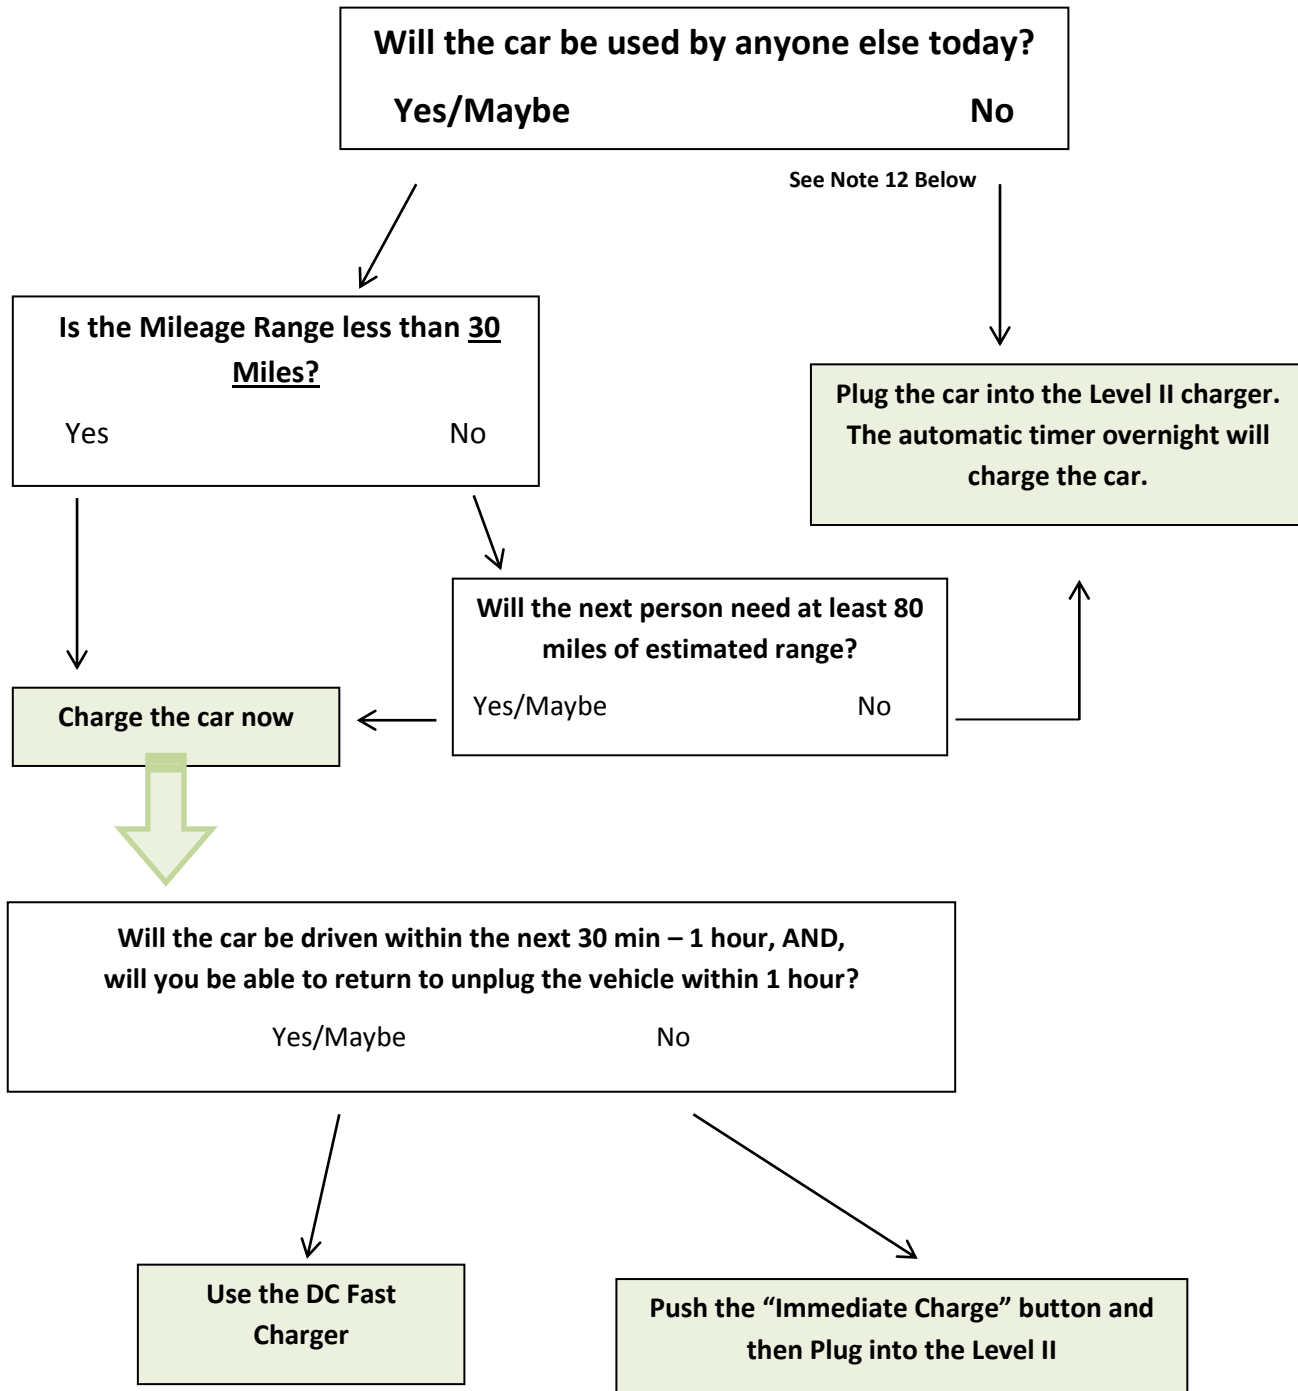 Will the car be used by anyone else today?
Yes/Maybe No
See Note 12 Below
Is the Mileage Range less than 30
Miles?
Yes No
Plug the car into the Level II charger.
The automatic timer overnight will
charge the car.
Will the next person need at least 80
miles of estimated range?
Yes/Maybe No
Charge the car now
Will the car be driven within the next 30 min – 1 hour, AND,
will you be able to return to unplug the vehicle within 1 hour?
Yes/Maybe No
Use the DC Fast
Charger
Push the “Immediate Charge” button and
then Plug into the Level II